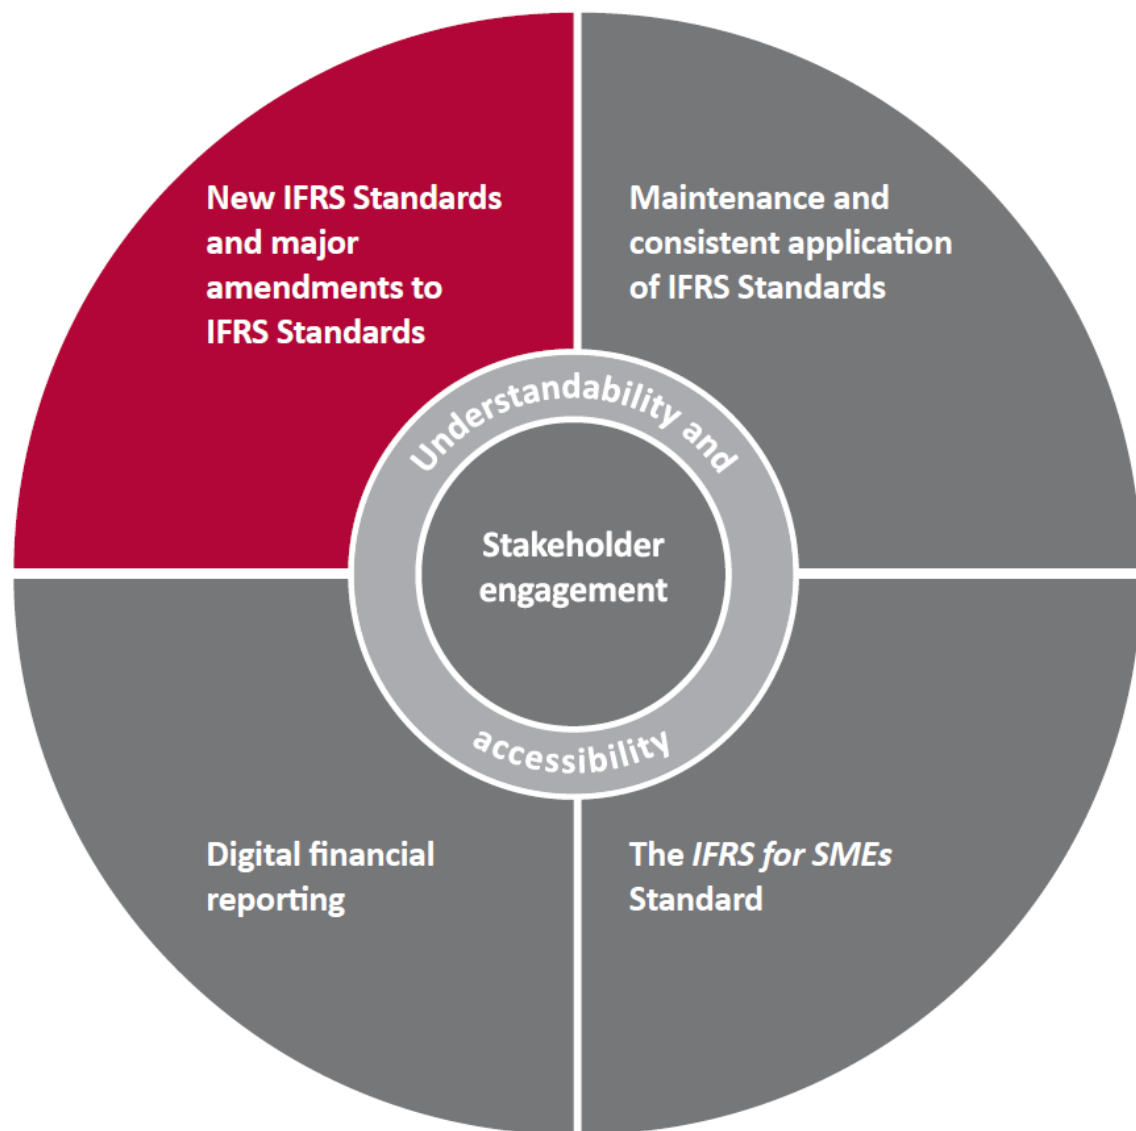 New IFRS Standards
and major
amendments to
IFRS Standards
Maintenance and
consistent application
of IFRS Standards
Understandability and
accessibility
Stakeholder
engagement
Digital financial
reporting
The IFRS for SMEs
Standard